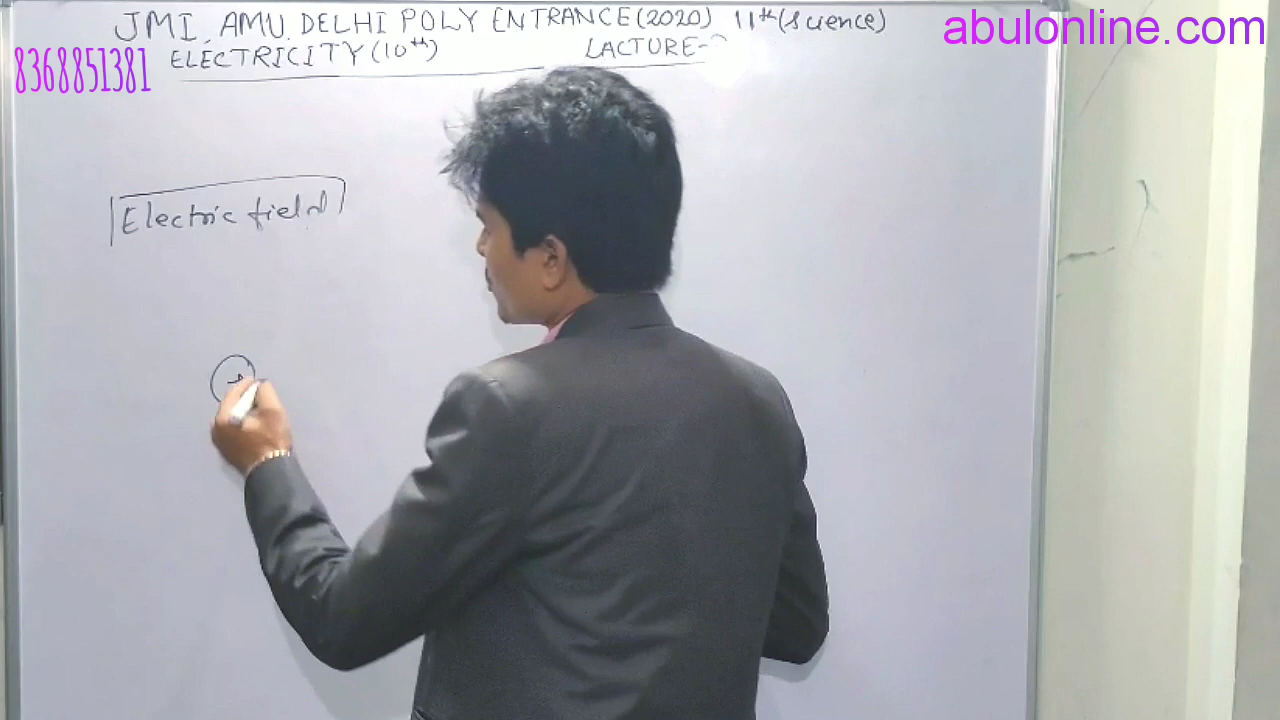 JMI, AMU, DELHI POLY ENTRANCE(2020) 11th(science)
abulonline.com
ELECTRICITY(10th)
LACTURE-
8368851381
Electric field